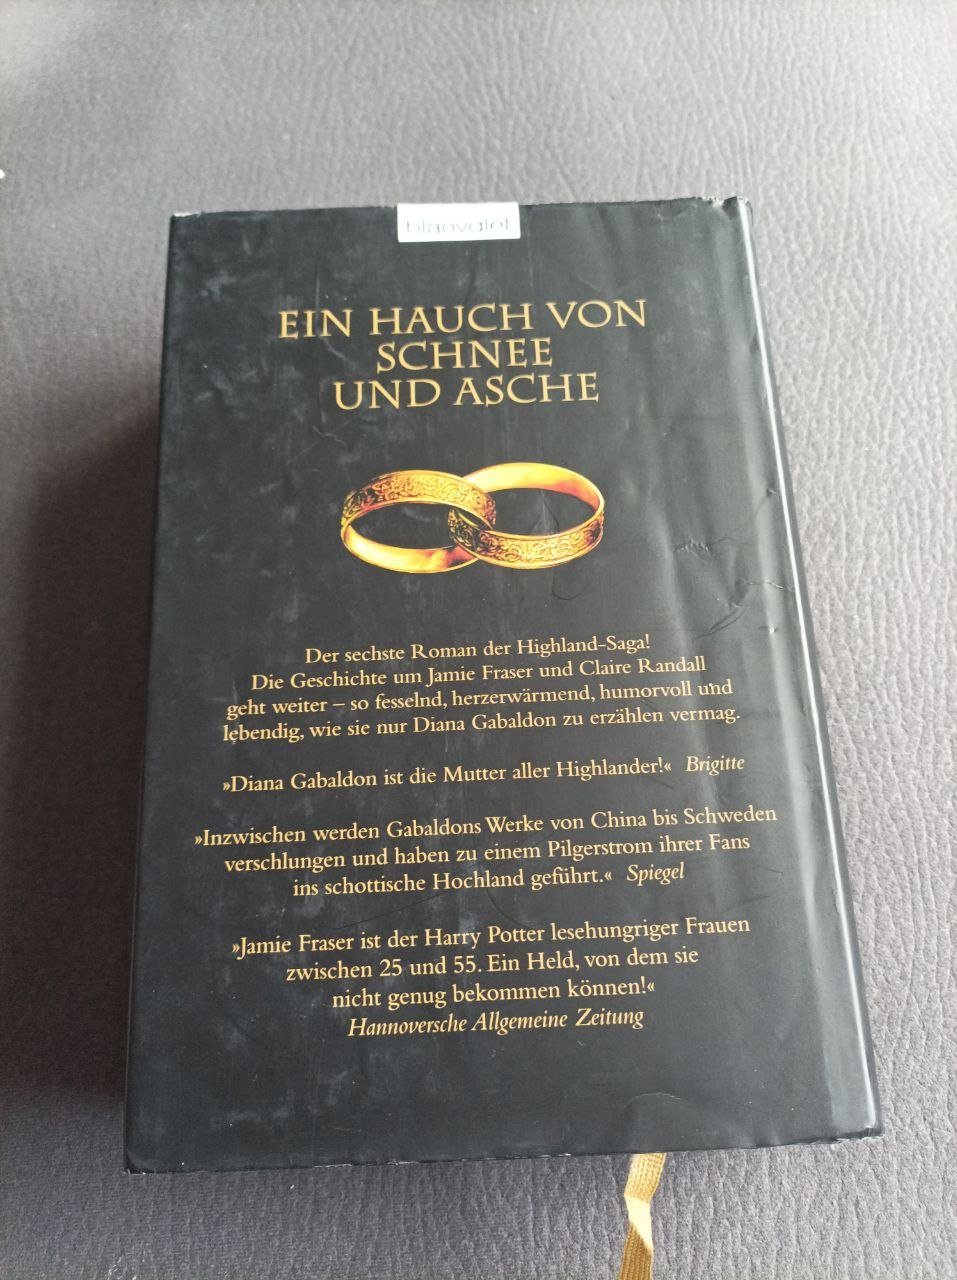 blanvalet
EIN HAUCH VON
SCHNEE
UND ASCHE
Der sechste Roman der Highland-Saga!
Die Geschichte um Jamie Fraser und Claire Randall
geht weiter – so fesselnd, herzerwärmend, humorvoll und
lebendig, wie sie nur Diana Gabaldon zu erzählen vermag.
»Diana Gabaldon ist die Mutter aller Highlander!« Brigitte
»Inzwischen werden Gabaldons Werke von China bis Schweden
verschlungen und haben zu einem Pilgerstrom ihrer Fans
ins schottische Hochland geführt.« Spiegel
»Jamie Fraser ist der Harry Potter lesehungriger Frauen
zwischen 25 und 55. Ein Held, von dem sie
nicht genug bekommen können!«
Hannoversche Allgemeine Zeitung